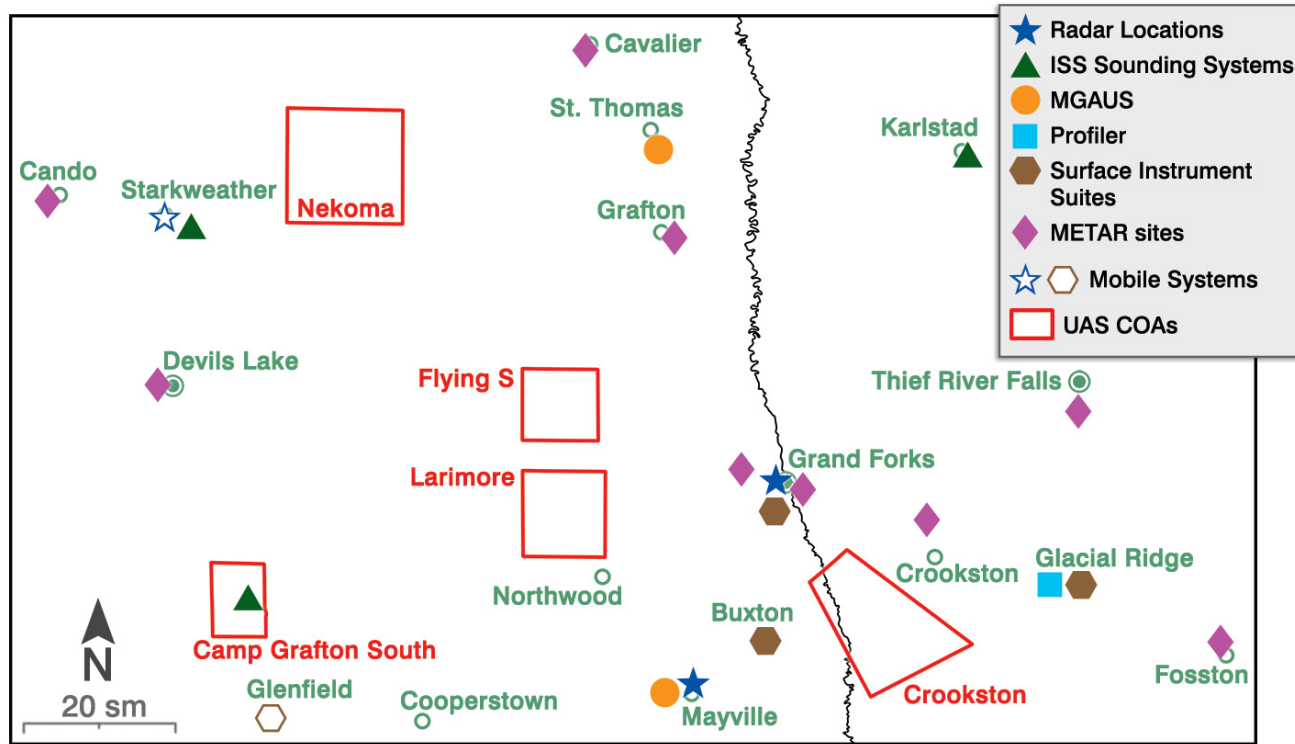 Cavalier
St. Thomas
Karlstad
Cando
Starkweather
Nekoma
Grafton
Radar Locations
ISS Sounding Systems
MGAUS
Profiler
Surface Instrument
Suites
METAR sites
Mobile Systems
UAS COAs
Devils Lake
Flying S
Thief River Falls
Larimore
Grand Forks
Northwood
Crookston
Glacial Ridge
Buxton
Camp Grafton South
N
20 sm
Glenfield
Cooperstown
Mayville
Crookston
Fosston